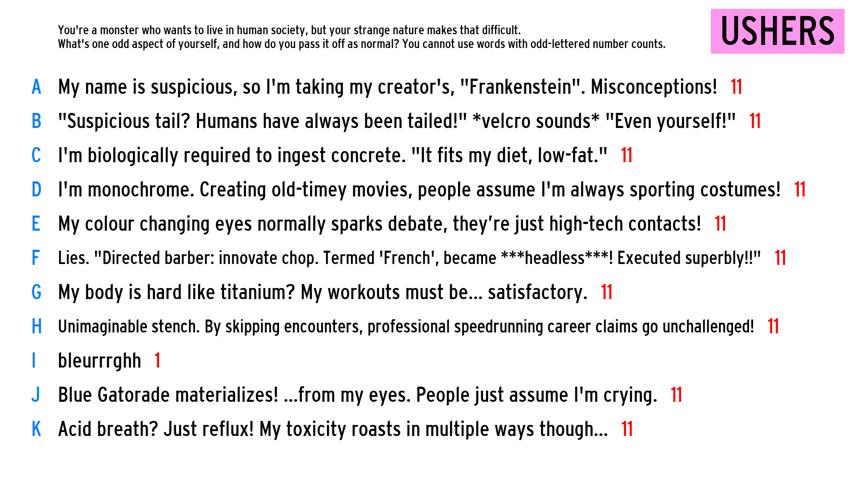 You're a monster who wants to live in human society, but your strange nature makes that difficult.
What's one odd aspect of yourself, and how do you pass it off as normal? You cannot use words with odd-lettered number counts.
USHERS
A My name is suspicious, so I'm taking my creator's, "Frankenstein". Misconceptions! 11
B "Suspicious tail? Humans have always been tailed!" *velcro sounds* "Even yourself!" 11
C I'm biologically required to ingest concrete. "It fits my diet, low-fat." 11
D I'm monochrome. Creating old-timey movies, people assume I'm always sporting costumes! 11
E My colour changing eyes normally sparks debate, they're just high-tech contacts! 11
F Lies. "Directed barber: innovate chop. Termed 'French', became ***headless***! Executed superbly!!" 11
G My body is hard like titanium? My workouts must be... satisfactory. 11
H Unimaginable stench. By skipping encounters, professional speedrunning career claims go unchallenged! 11
I bleurrrghh 1
J Blue Gatorade materializes! ...from my eyes. People just assume I'm crying. 11
K Acid breath? Just reflux! My toxicity roasts in multiple ways though... 11